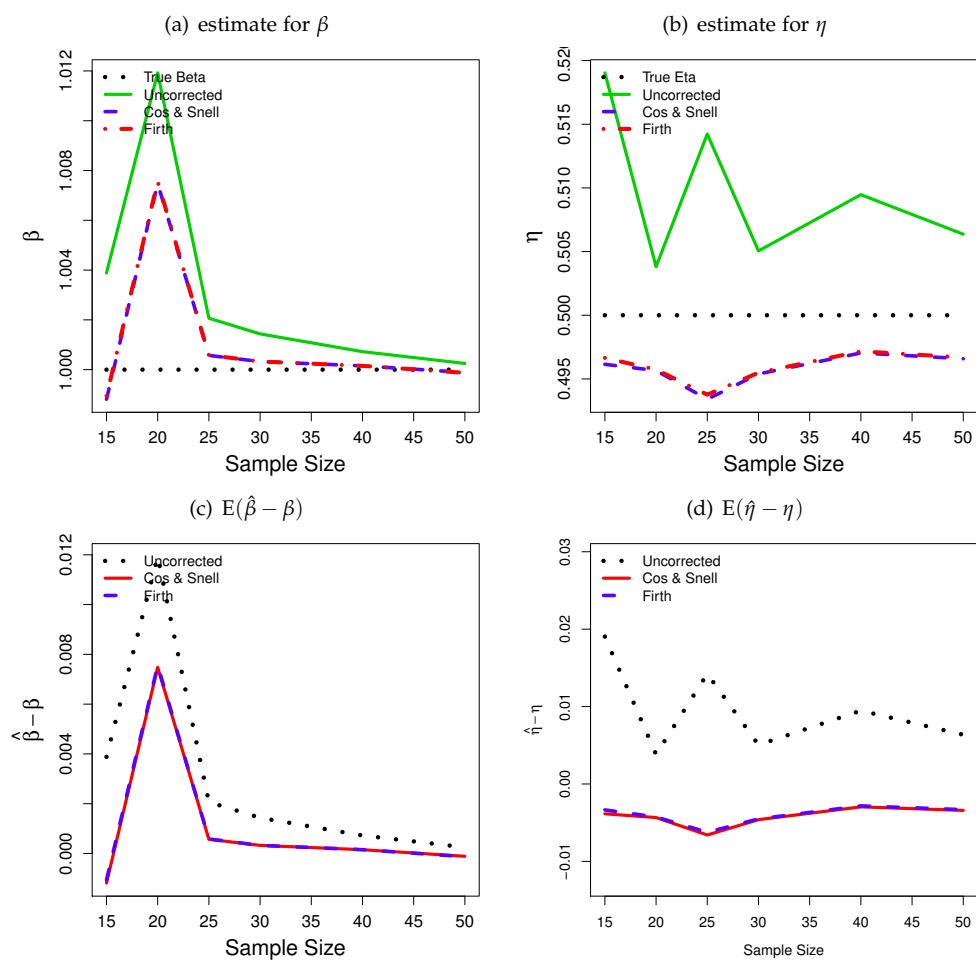 (a) estimate for β
True Beta
Uncorrected
Cos & Snell
Firth
1.000
1.004
1.008
1.012
β
15 20 25 30 35 40 45 50
Sample Size
(b) estimate for η
True Eta
Uncorrected
Cos & Snell
Firth
0.495
0.500
0.505
0.510
0.515
0.520
η
15 20 25 30 35 40 45 50
Sample Size
(c) E(β̂ − β)
Uncorrected
Cos & Snell
Firth
0.000
0.004
0.008
0.012
β̂ − β
15 20 25 30 35 40 45 50
Sample Size
(d) E(η̂ − η)
Uncorrected
Cos & Snell
Firth
−0.01
0.00
0.01
0.02
0.03
η̂ − η
15 20 25 30 35 40 45 50
Sample Size